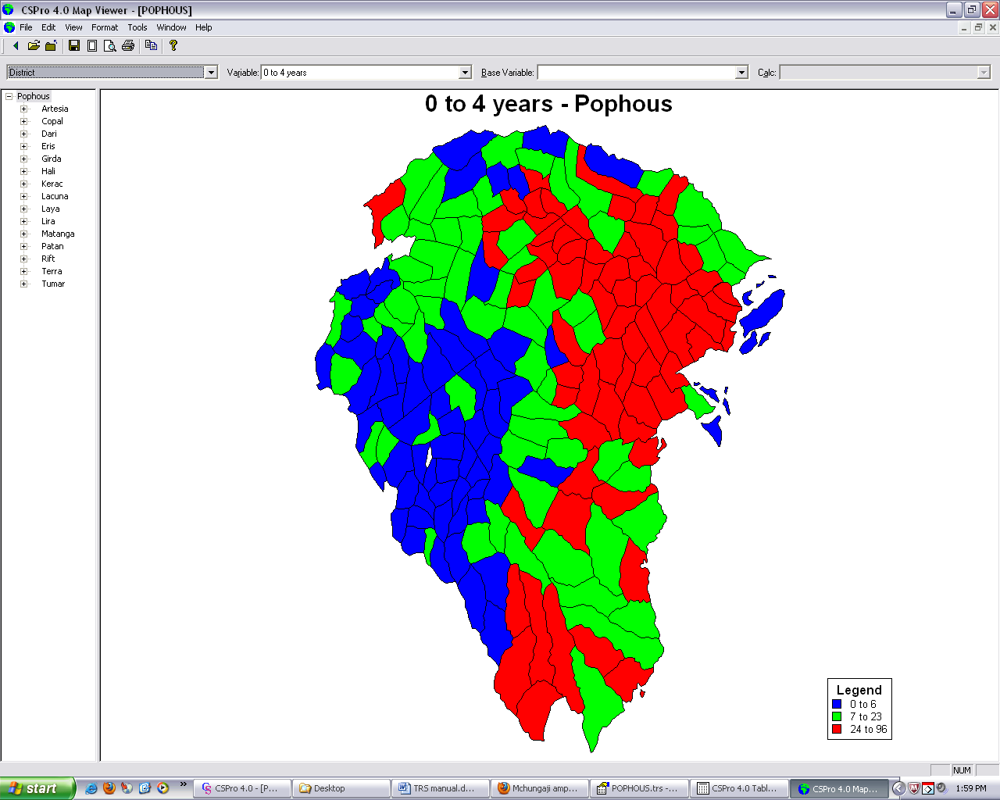 CSPro 4.0 Map Viewer - [POPHOUS]
File Edit View Format Tools Window Help
District Variable: 0 to 4 years Base Variable: Calc:
Pophous
Artesia
Copal
Dari
Eris
Girda
Hali
Kerac
Lacuna
Laya
Lira
Matanga
Patan
Rift
Terra
Tumar
0 to 4 years - Pophous
Legend
0 to 6
7 to 23
24 to 96
NUM
start » CSPro 4.0 - [P... Desktop TRS manual.d... Mchungaji amp... POPHOUS.trs -... CSPro 4.0 Tabl... CSPro 4.0 Map... 1:59 PM